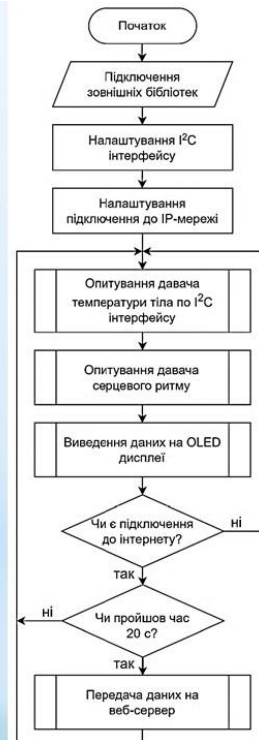 Початок
Підключення
зовнішніх бібліотек
Налаштування I²C
інтерфейсу
Налаштування
підключення до IP-мережі
Опитування давача
температури тіла по I²C
інтерфейсу
Опитування давача
серцевого ритму
Виведення даних на OLED
дисплеї
Чи є підключення
до інтернету?
ні
так
Чи пройшов час
20 с?
ні
так
Передача даних на
веб-сервер